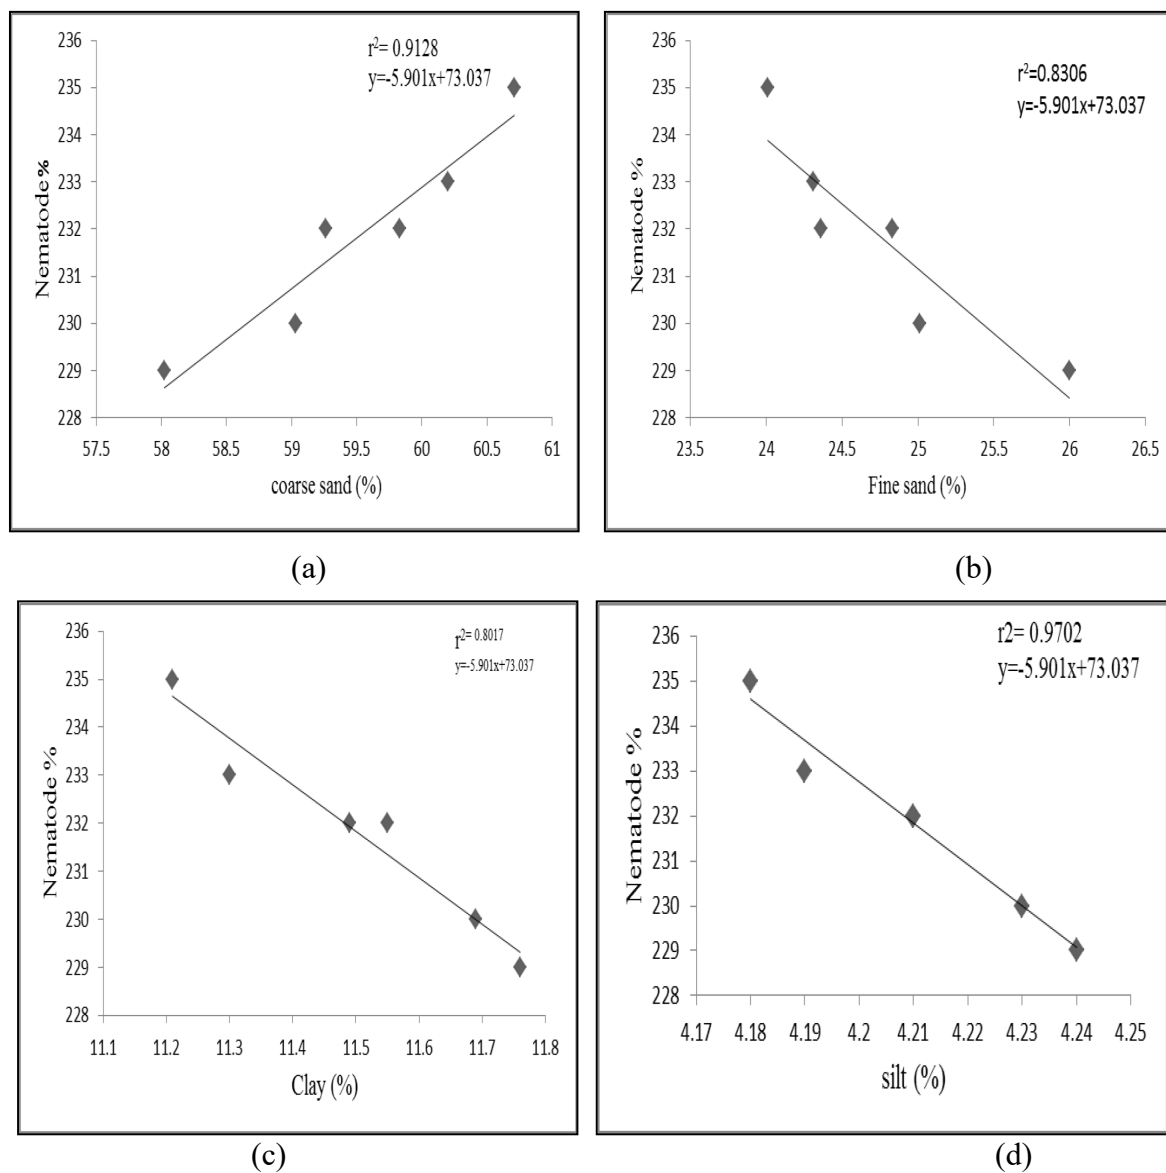 r²= 0.9128
y=-5.901x+73.037
236
235
234
233
232
231
230
229
228
Nematode %
57.5 58 58.5 59 59.5 60 60.5 61
coarse sand (%)
(a)
r²=0.8306
y=-5.901x+73.037
236
235
234
233
232
231
230
229
228
Nematode %
23.5 24 24.5 25 25.5 26 26.5
Fine sand (%)
(b)
r²= 0.8017
y=-5.901x+73.037
236
235
234
233
232
231
230
229
228
Nematode %
11.1 11.2 11.3 11.4 11.5 11.6 11.7 11.8
Clay (%)
(c)
r2= 0.9702
y=-5.901x+73.037
236
235
234
233
232
231
230
229
228
Nematode %
4.17 4.18 4.19 4.2 4.21 4.22 4.23 4.24 4.25
silt (%)
(d)